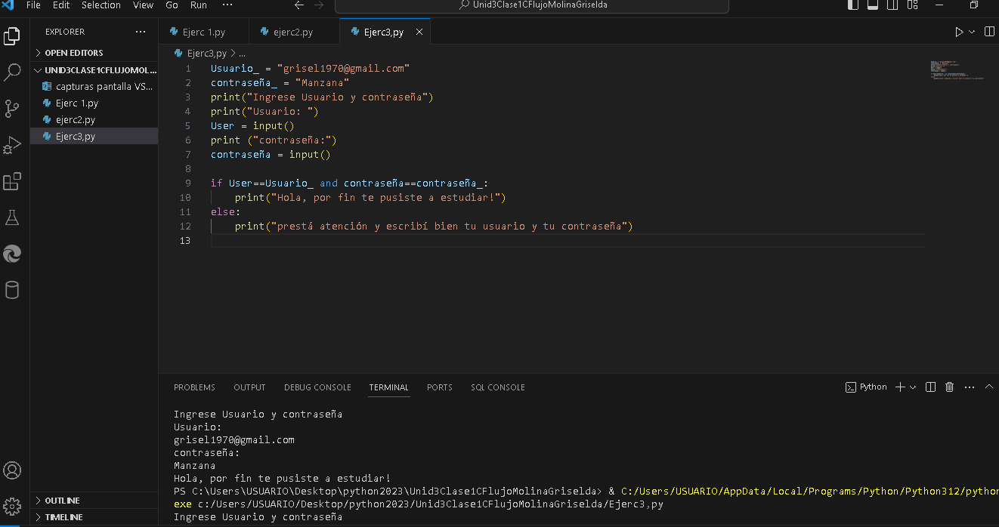 File Edit Selection View Go Run ···
Unid3Clase1CFlujoMolinaGriselda
EXPLORER ···
OPEN EDITORS
UNID3CLASE1CFLUJOMOL...
capturas pantalla VS...
Ejerc 1.py
ejerc2.py
Ejerc3,py
OUTLINE
TIMELINE
Ejerc 1.py ejerc2.py Ejerc3,py
Ejerc3,py > ...
1 Usuario_ = "grisel1970@gmail.com"
2 contraseña_ = "Manzana"
3 print("Ingrese Usuario y contraseña")
4 print("Usuario: ")
5 User = input()
6 print ("contraseña:")
7 contraseña = input()
8
9 if User==Usuario_ and contraseña==contraseña_:
10 print("Hola, por fin te pusiste a estudiar!")
11 else:
12 print("prestá atención y escribí bien tu usuario y tu contraseña")
13
PROBLEMS OUTPUT DEBUG CONSOLE TERMINAL PORTS SQL CONSOLE
Python
Ingrese Usuario y contraseña
Usuario:
grisel1970@gmail.com
contraseña:
Manzana
Hola, por fin te pusiste a estudiar!
PS C:\Users\USUARIO\Desktop\python2023\Unid3Clase1CFlujoMolinaGriselda> & C:/Users/USUARIO/AppData/Local/Programs/Python/Python312/python
exe c:/Users/USUARIO/Desktop/python2023/Unid3Clase1CFlujoMolinaGriselda/Ejerc3,py
Ingrese Usuario y contraseña